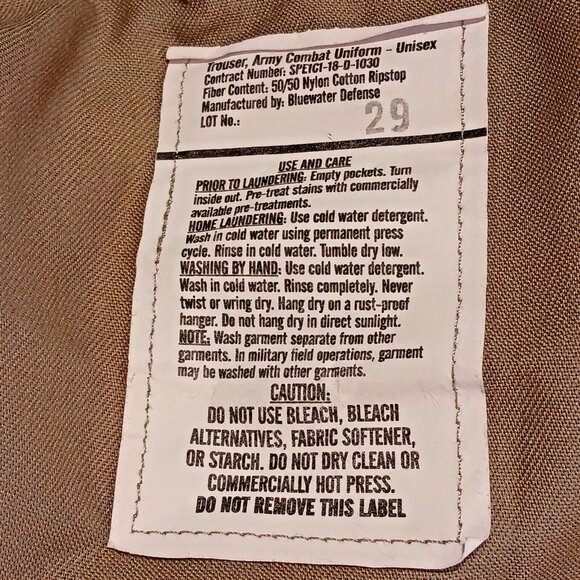 Trouser, Army Combat Uniform - Unisex
Contract Number: SPE1C1-18-D-1030
Fiber Content: 50/50 Nylon Cotton Ripstop
Manufactured by: Bluewater Defense
LOT No.: 29
USE AND CARE
PRIOR TO LAUNDERING: Empty pockets. Turn
inside out. Pre-treat stains with commercially
available pre-treatments.
HOME LAUNDERING: Use cold water detergent.
Wash in cold water using permanent press
cycle. Rinse in cold water. Tumble dry low.
WASHING BY HAND: Use cold water detergent.
Wash in cold water. Rinse completely. Never
twist or wring dry. Hang dry on a rust-proof
hanger. Do not hang dry in direct sunlight.
NOTE: Wash garment separate from other
garments. In military field operations, garment
may be washed with other garments.
CAUTION:
DO NOT USE BLEACH, BLEACH
ALTERNATIVES, FABRIC SOFTENER,
OR STARCH. DO NOT DRY CLEAN OR
COMMERCIALLY HOT PRESS.
DO NOT REMOVE THIS LABEL